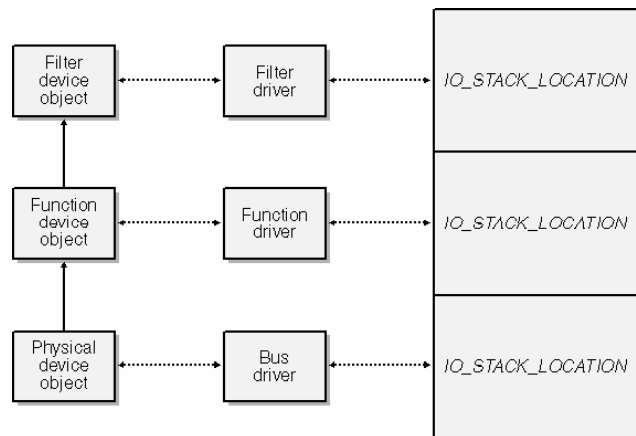 Filter
device
object
Filter
driver
IO_STACK_LOCATION
Function
device
object
Function
driver
IO_STACK_LOCATION
Physical
device
object
Bus
driver
IO_STACK_LOCATION